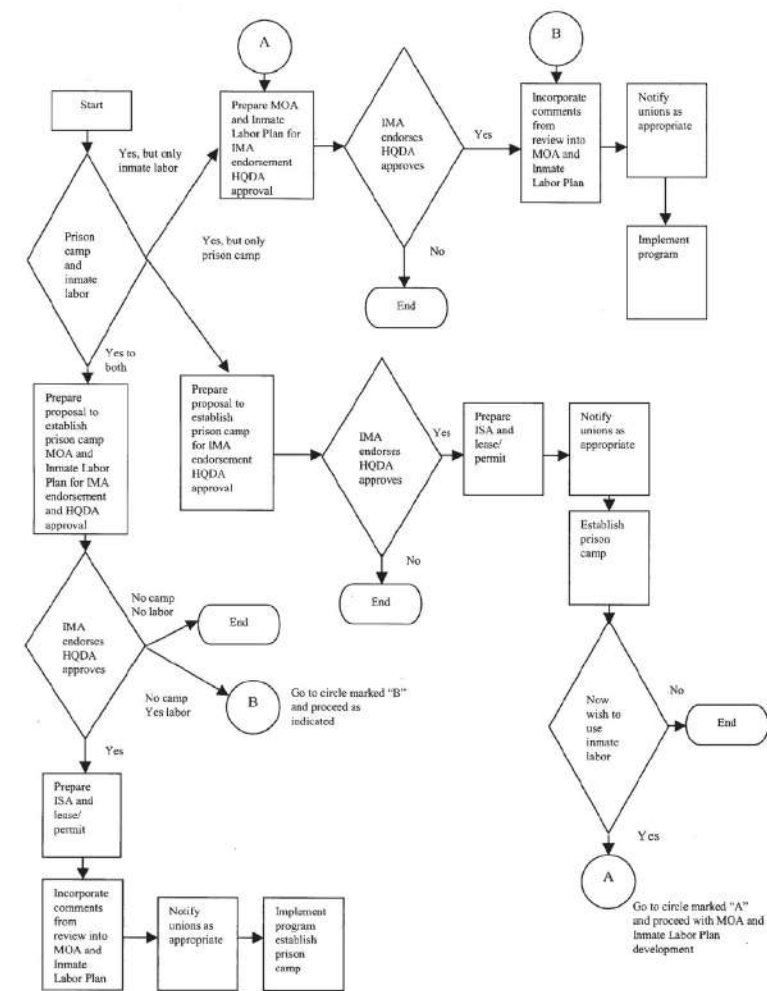 A
B
Start
Prepare MOA
and Inmate
Labor Plan for
IMA
endorsement
HQDA
approval
IMA
endorses
HQDA
approves
Yes
Incorporate
comments
from
review into
MOA and
Inmate
Labor Plan
Notify
unions as
appropriate
Yes, but only
inmate labor
Prison
camp
and
inmate
labor
Yes, but only
prison camp
Implement
program
No
End
Yes to
both
Prepare
proposal to
establish
prison camp
MOA and
Inmate Labor
Plan for IMA
endorsement
and HQDA
approval
Prepare
proposal to
establish
prison camp
for IMA
endorsement
HQDA
approval
IMA
endorses
HQDA
approves
Yes
Prepare
ISA and
lease/
permit
Notify
unions as
appropriate
Establish
prison
camp
No
End
IMA
endorses
HQDA
approves
No camp
No labor
End
No camp
Yes labor
B
Go to circle marked "B"
and proceed as
indicated
Now
wish to
use
inmate
labor
No
End
Yes
Yes
Prepare
ISA and
lease/
permit
A
Go to circle marked "A"
and proceed with MOA and
Inmate Labor Plan
development
Incorporate
comments
from
review into
MOA and
Inmate
Labor Plan
Notify
unions as
appropriate
Implement
program
establish
prison
camp